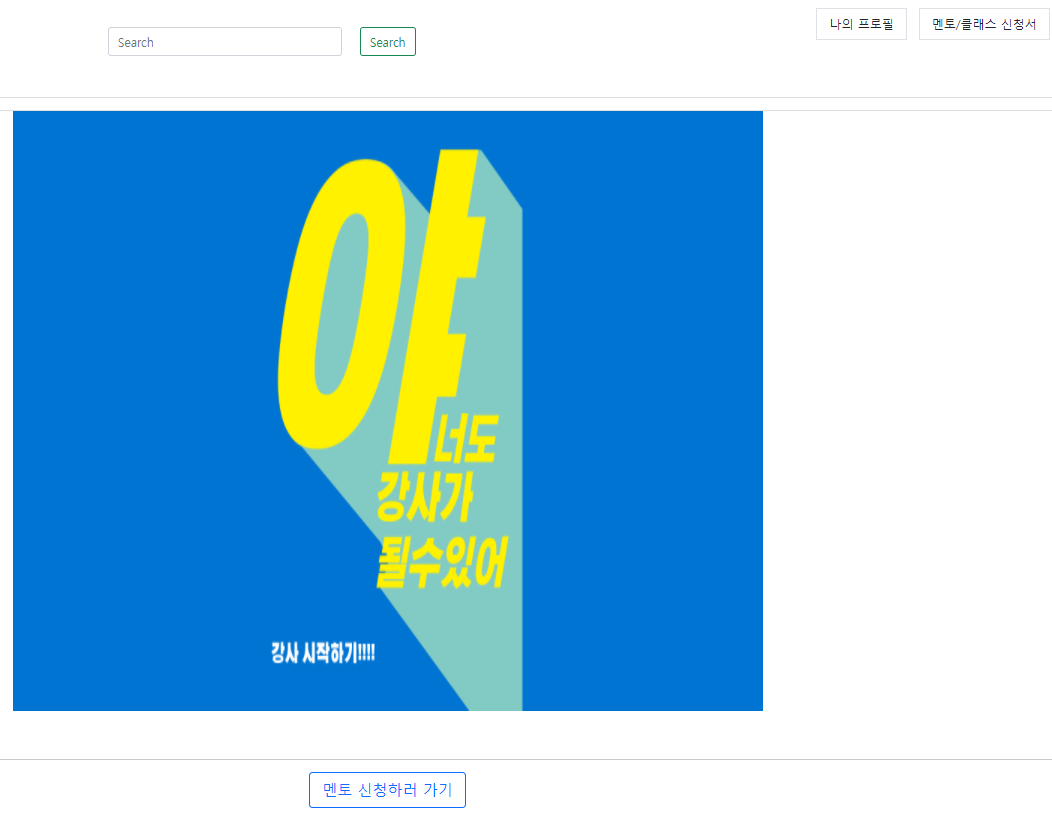 Search
Search
나의 프로필
멘토/클래스 신청서
야
너도
강사가
될수있어
강사 시작하기!!!!
멘토 신청하러 가기